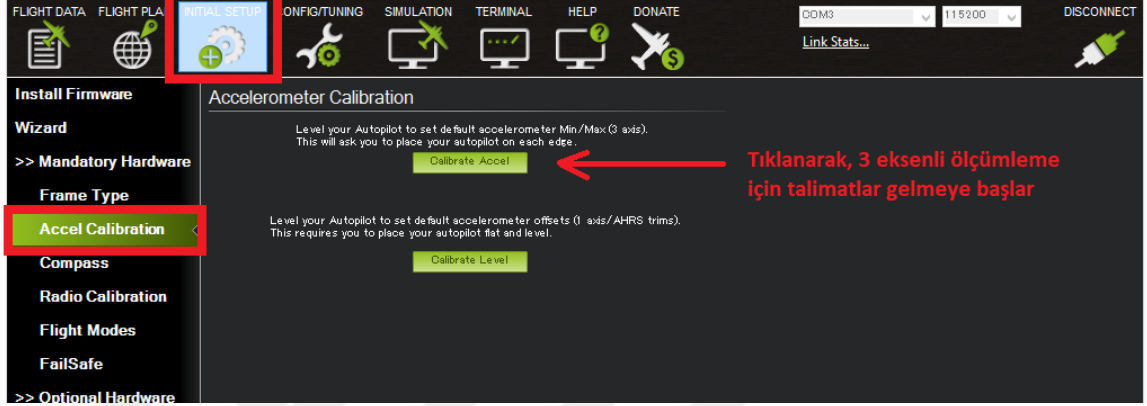 FLIGHT DATA FLIGHT PLA INITIAL SETUP CONFIG/TUNING SIMULATION TERMINAL HELP DONATE COM3 115200 DISCONNECT
Link Stats...
Install Firmware
Wizard
>> Mandatory Hardware
Frame Type
Accel Calibration
Compass
Radio Calibration
Flight Modes
FailSafe
>> Optional Hardware
Accelerometer Calibration
Level your Autopilot to set default accelerometer Min/Max (3 axis).
This will ask you to place your autopilot on each edge.
Calibrate Accel
Tıklanarak, 3 eksenli ölçümleme
için talimatlar gelmeye başlar
Level your Autopilot to set default accelerometer offsets (1 axis/AHRS trims).
This requires you to place your autopilot flat and level.
Calibrate Level